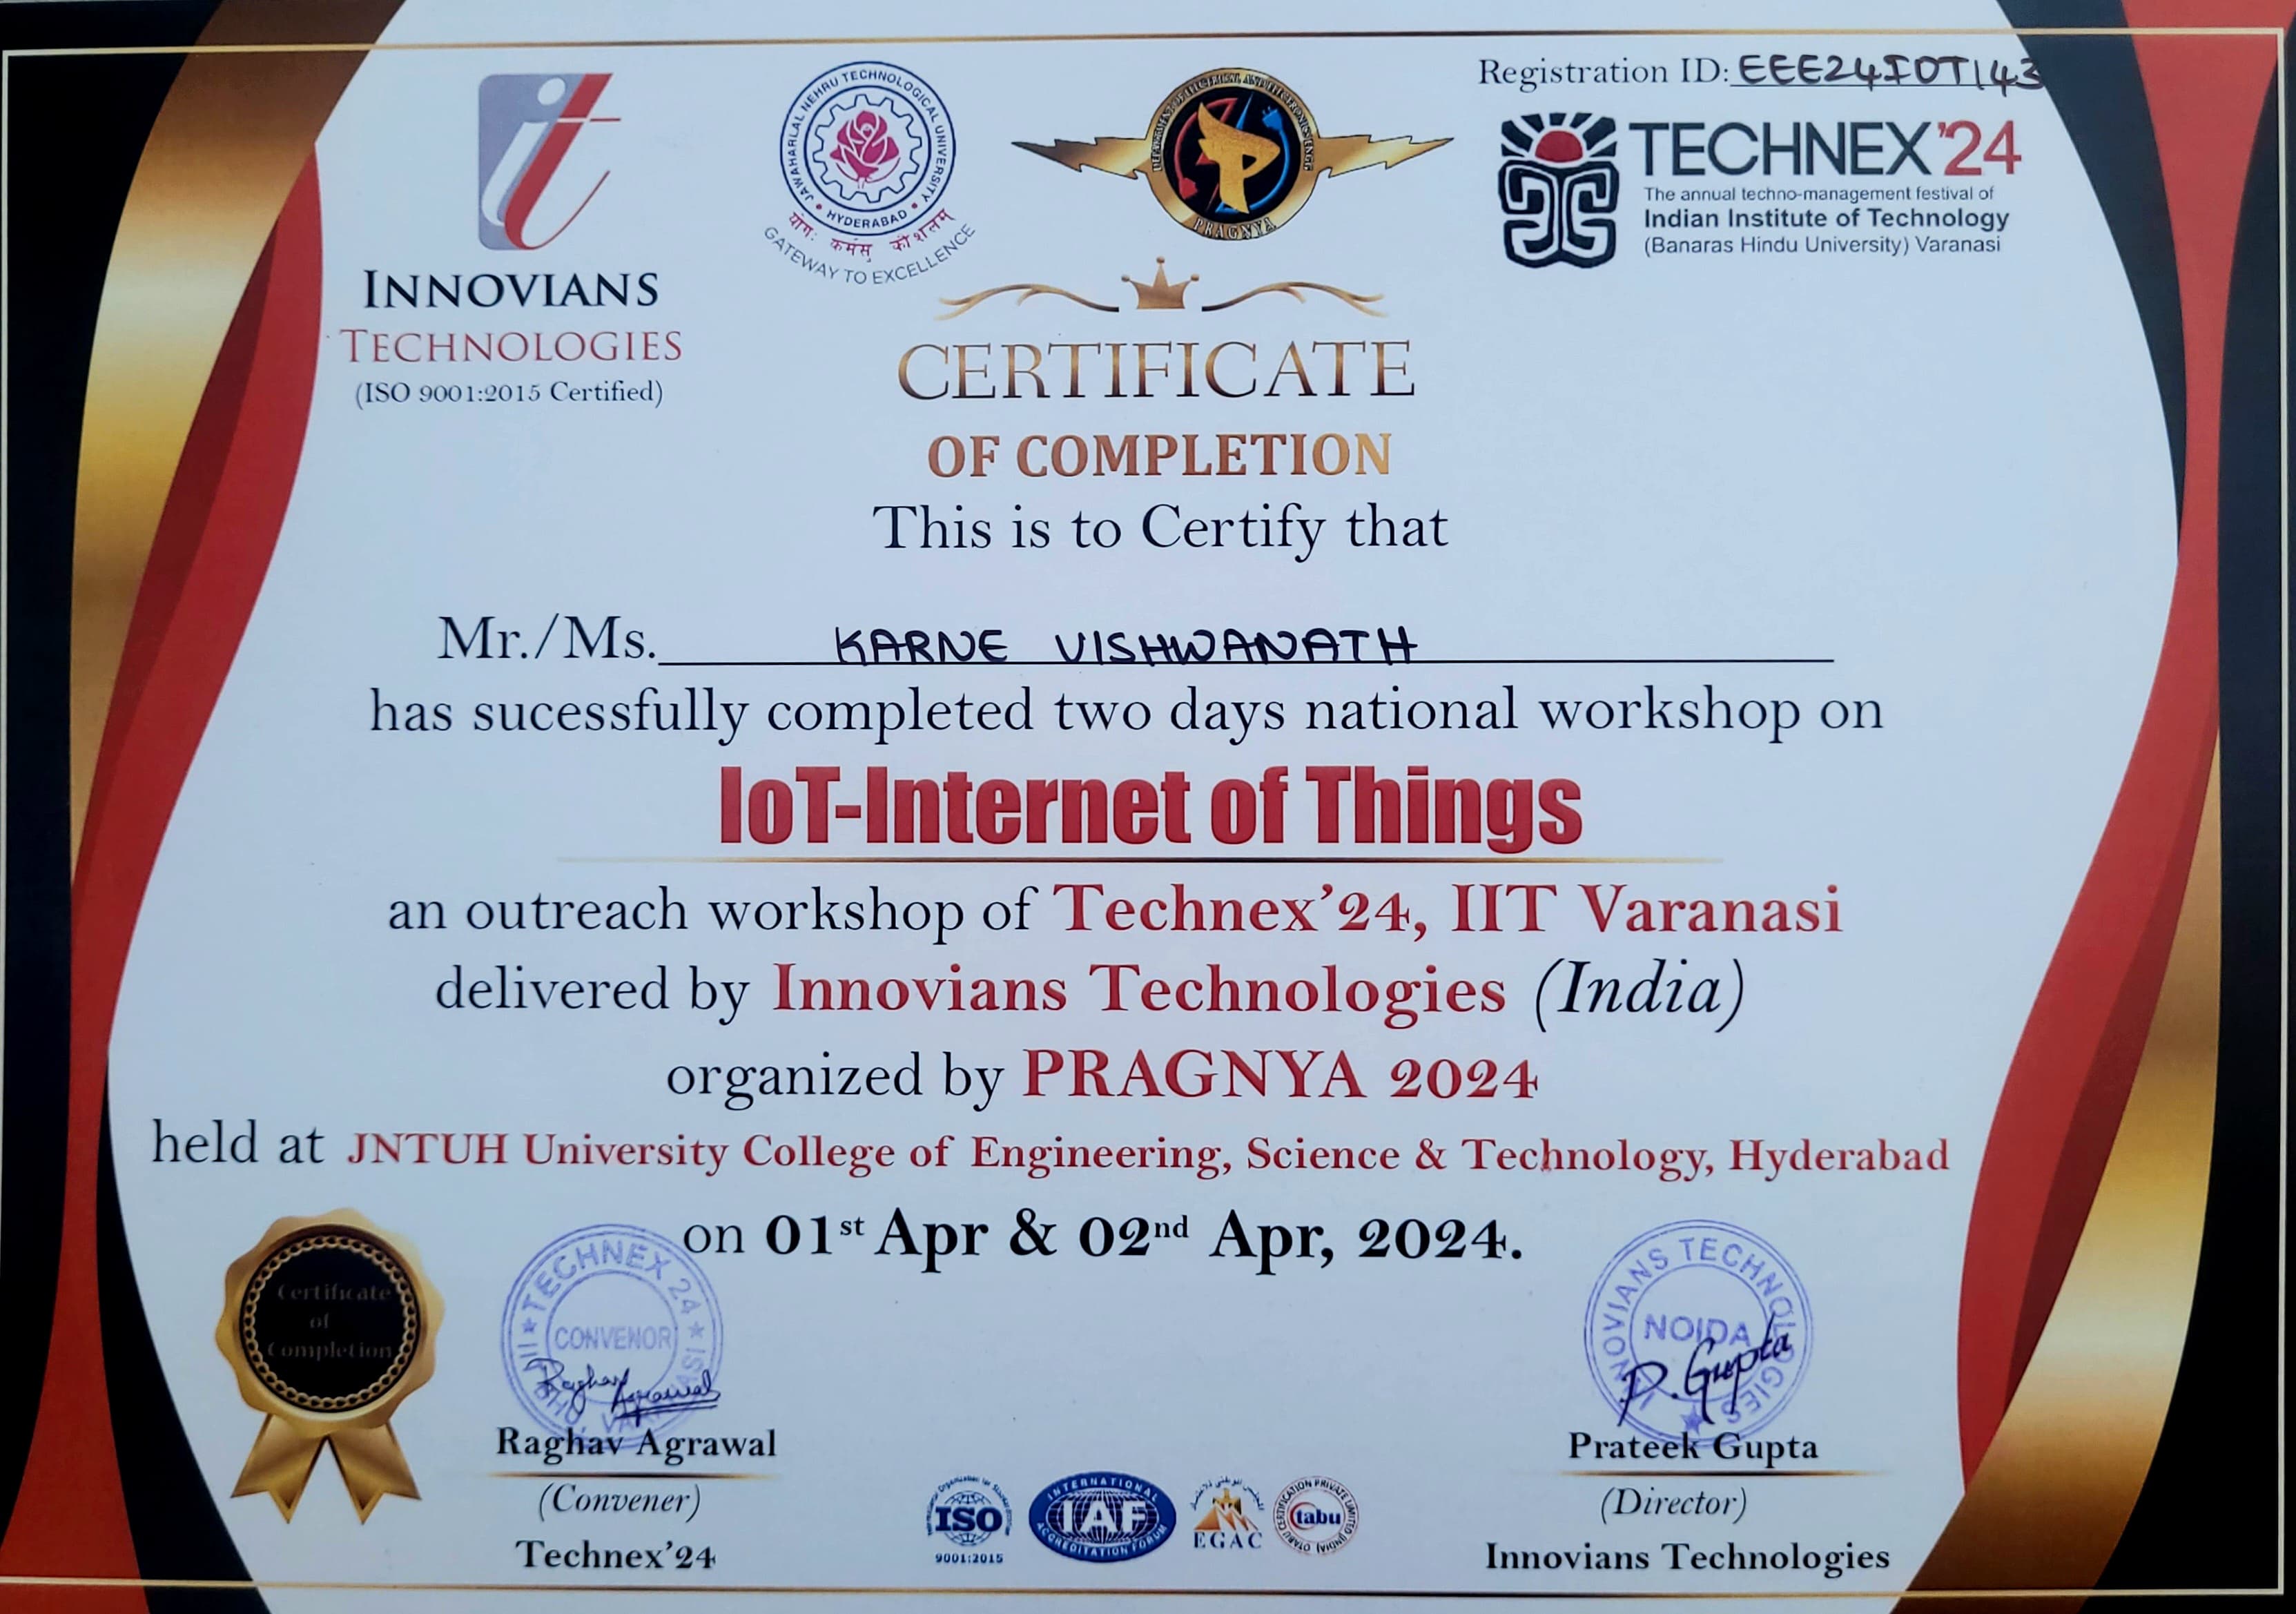 Registration ID: EEE24IOT143
INNOVIANS
TECHNOLOGIES
(ISO 9001:2015 Certified)
JAWAHARLAL NEHRU TECHNOLOGICAL UNIVERSITY
HYDERABAD
योगः कर्मसु कौशलम्
GATEWAY TO EXCELLENCE
PRAGNYA
TECHNEX'24
The annual techno-management festival of
Indian Institute of Technology
(Banaras Hindu University) Varanasi
CERTIFICATE
OF COMPLETION
This is to Certify that
Mr./Ms. KARNE VISHWANATH
has sucessfully completed two days national workshop on
IoT-Internet of Things
an outreach workshop of Technex'24, IIT Varanasi
delivered by Innovians Technologies (India)
organized by PRAGNYA 2024
held at JNTUH University College of Engineering, Science & Technology, Hyderabad
on 01st Apr & 02nd Apr, 2024.
Certificate
of
Completion
TECHNEX 24
CONVENOR
Raghav Agrawal
Raghav Agrawal
(Convener)
Technex'24
ISO
9001:2015
INTERNATIONAL
IAF
ACCREDITATION FORUM
EGAC
tabu
INNOVIANS TECHNOLOGIES
NOIDA
P. Gupta
Prateek Gupta
(Director)
Innovians Technologies